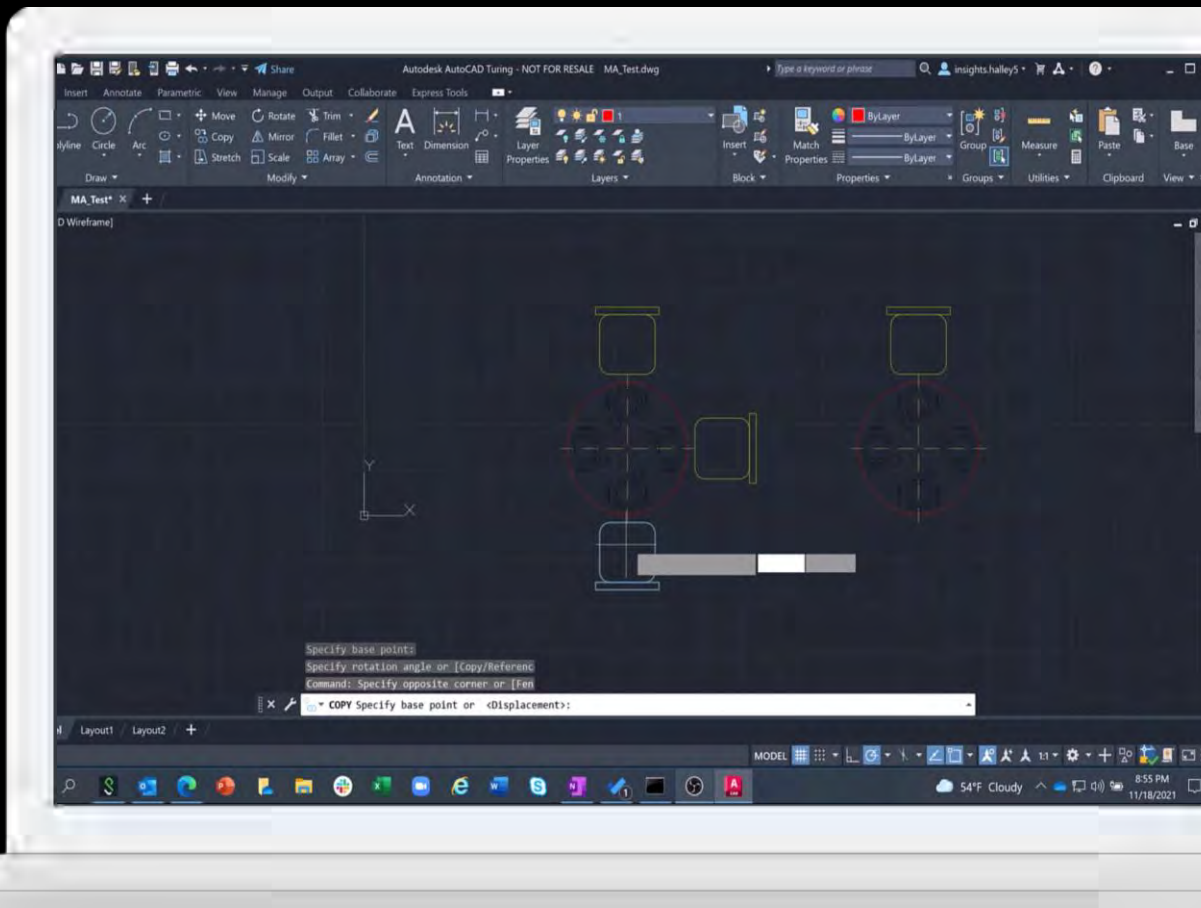 Share
Autodesk AutoCAD Turing - NOT FOR RESALE MA_Test.dwg
Type a keyword or phrase
insights.halley5
Insert Annotate Parametric View Manage Output Collaborate Express Tools
Move Rotate Trim
Copy Mirror Fillet
Stretch Scale Array
Circle Arc
Text Dimension
Layer Properties
1
Insert
Match Properties
ByLayer
ByLayer
ByLayer
Group
Measure
Paste
Base
Draw Modify Annotation Layers Block Properties Groups Utilities Clipboard View
MA_Test*
D Wireframe]
Y
X
Specify base point:
Specify rotation angle or [Copy/Referenc
Command: Specify opposite corner or [Fen
COPY Specify base point or <Displacement>:
Layout1 Layout2
MODEL 1:1
54°F Cloudy
8:55 PM
11/18/2021